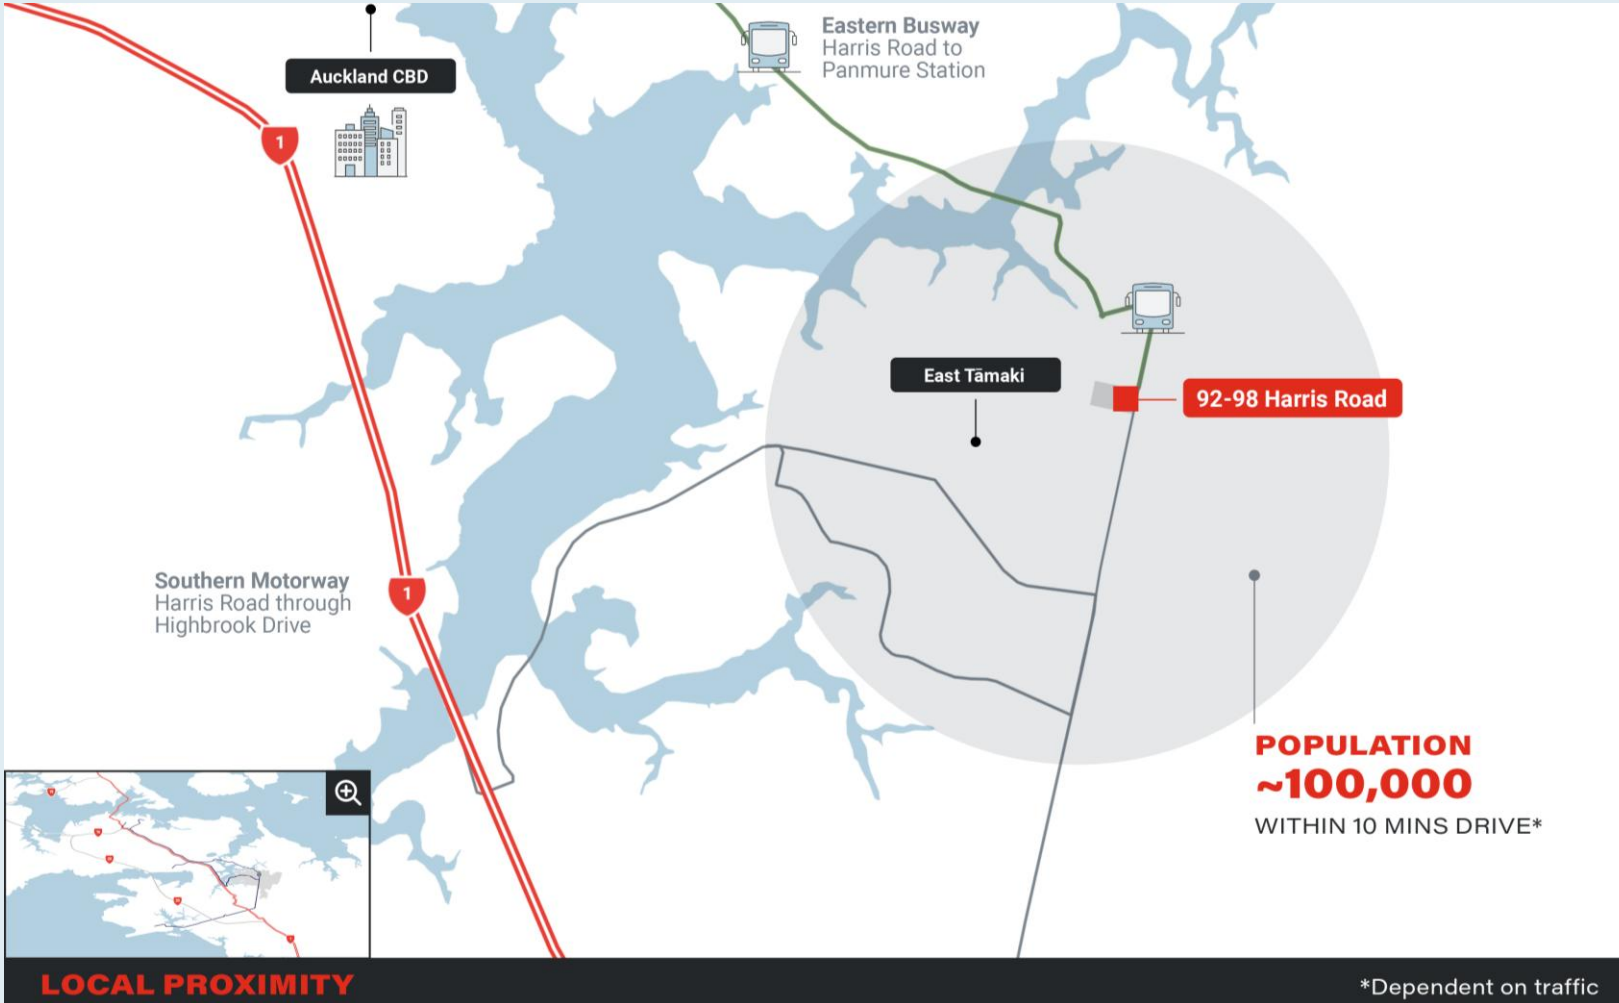 Auckland CBD
Eastern Busway
Harris Road to
Panmure Station
1
East Tāmaki
92-98 Harris Road
Southern Motorway
Harris Road through
Highbrook Drive
1
POPULATION
~100,000
WITHIN 10 MINS DRIVE*
LOCAL PROXIMITY
*Dependent on traffic